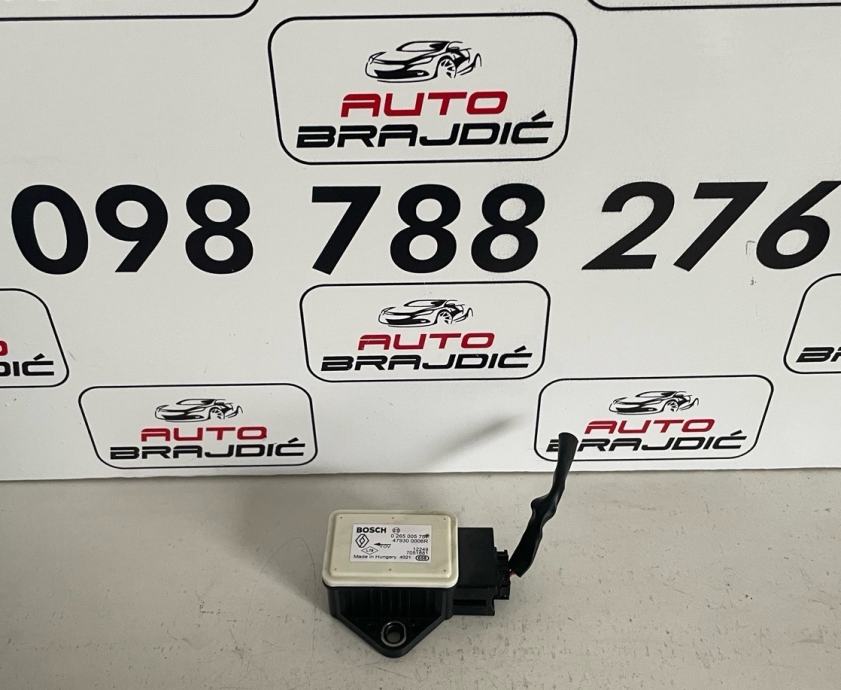 AUTO
BRAJDIĆ
098 788 276
AUTO
BRAJDIĆ
AUTO
BRAJDIĆ
AUTO
BRAJDIĆ
BOSCH
0 265 005
47930 0006R
Made in Hungary